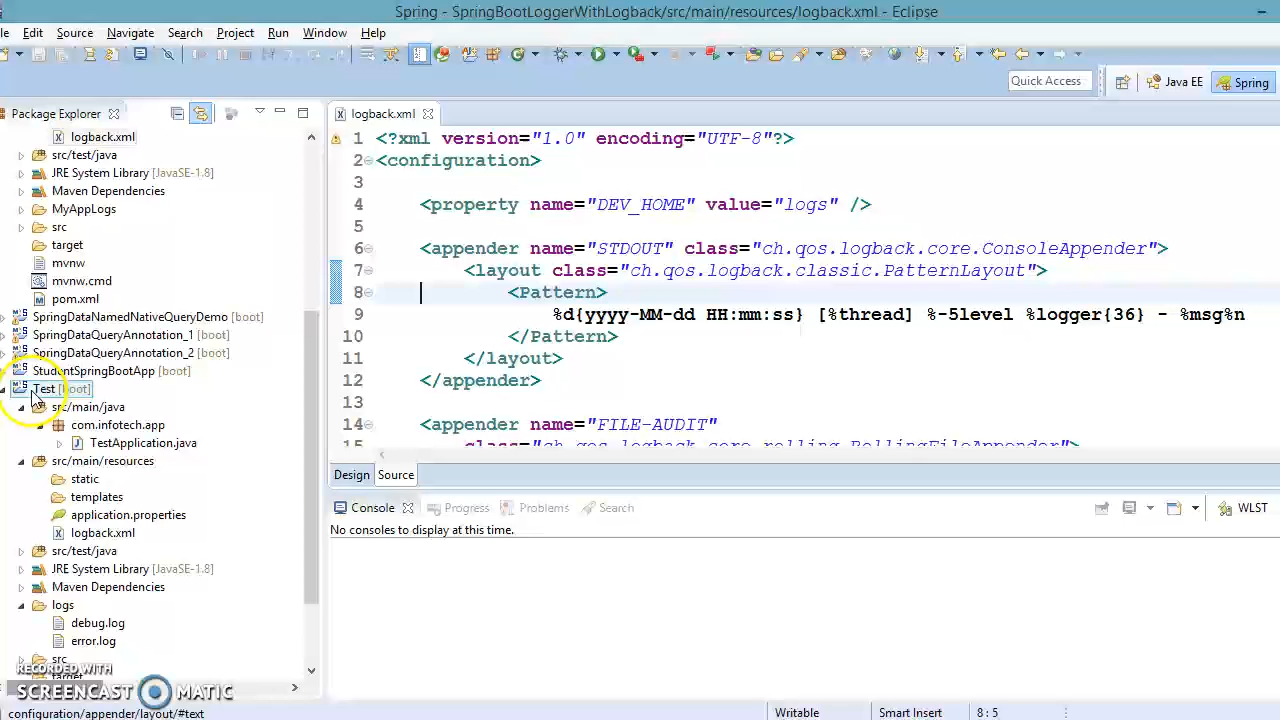 Spring - SpringBootLoggerWithLogback/src/main/resources/logback.xml - Eclipse
Edit Source Navigate Search Project Run Window Help
Quick Access Java EE Spring
Package Explorer
logback.xml
src/test/java
JRE System Library [JavaSE-1.8]
Maven Dependencies
MyAppLogs
src
target
mvnw
mvnw.cmd
pom.xml
SpringDataNamedNativeQueryDemo [boot]
SpringDataQueryAnnotation_1 [boot]
SpringDataQueryAnnotation_2 [boot]
StudentSpringBootApp [boot]
Test [boot]
src/main/java
com.infotech.app
TestApplication.java
src/main/resources
static
templates
application.properties
logback.xml
src/test/java
JRE System Library [JavaSE-1.8]
Maven Dependencies
logs
debug.log
error.log
src
target
logback.xml
1 <?xml version="1.0" encoding="UTF-8"?>
2 <configuration>
3
4 <property name="DEV_HOME" value="logs" />
5
6 <appender name="STDOUT" class="ch.qos.logback.core.ConsoleAppender">
7 <layout class="ch.qos.logback.classic.PatternLayout">
8 <Pattern>
9 %d{yyyy-MM-dd HH:mm:ss} [%thread] %-5level %logger{36} - %msg%n
10 </Pattern>
11 </layout>
12 </appender>
13
14 <appender name="FILE-AUDIT"
15 class="ch.qos.logback.core.rolling.RollingFileAppender">
Design Source
Console Progress Problems Search
WLST
No consoles to display at this time.
RECORDED WITH
SCREENCAST MATIC
configuration/appender/layout/#text
Writable Smart Insert 8 : 5